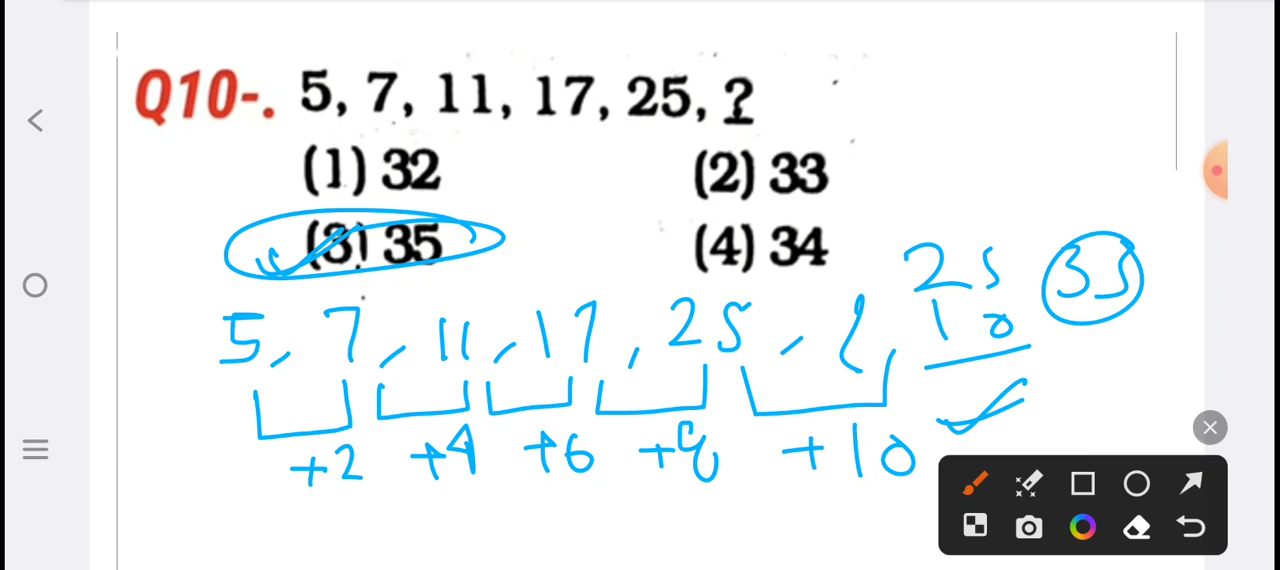 Q10-. 5, 7, 11, 17, 25, ?
(1) 32 (2) 33
(3) 35 (4) 34
25 35
10
5, 7, 11, 17, 25, ?
+2 +4 +6 +8 +10